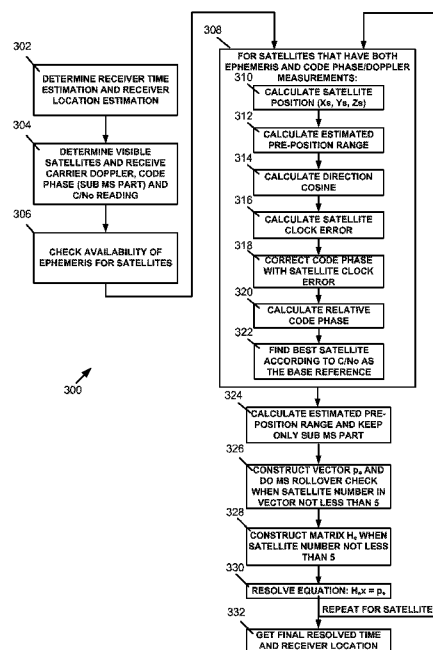 302
DETERMINE RECEIVER TIME
ESTIMATION AND RECEIVER
LOCATION ESTIMATION
304
DETERMINE VISIBLE
SATELLITES AND RECEIVE
CARRIER DOPPLER, CODE
PHASE (SUB MS PART) AND
C/No READING
306
CHECK AVAILABILITY OF
EPHEMERIS FOR SATELLITES
300
308
FOR SATELLITES THAT HAVE BOTH
EPHEMERIS AND CODE PHASE/DOPPLER
MEASUREMENTS:
310
CALCULATE SATELLITE
POSITION (Xs, Ys, Zs)
312
CALCULATE ESTIMATED
PRE-POSITION RANGE
314
CALCULATE DIRECTION
COSINE
316
CALCULATE SATELLITE
CLOCK ERROR
318
CORRECT CODE PHASE
WITH SATELLITE CLOCK
ERROR
320
CALCULATE RELATIVE
CODE PHASE
322
FIND BEST SATELLITE
ACCORDING TO C/No AS
THE BASE REFERENCE
324
CALCULATE ESTIMATED PRE-
POSITION RANGE AND KEEP
ONLY SUB MS PART
326
CONSTRUCT VECTOR AND
DO MS ROLLOVER CHECK
WHEN SATELLITE NUMBER IN
VECTOR NOT LESS THAN 5
328
CONSTRUCT MATRIX WHEN
SATELLITE NUMBER NOT LESS
THAN 5
330
RESOLVE EQUATION:
REPEAT FOR SATELLITE
332
GET FINAL RESOLVED TIME
AND RECEIVER LOCATION